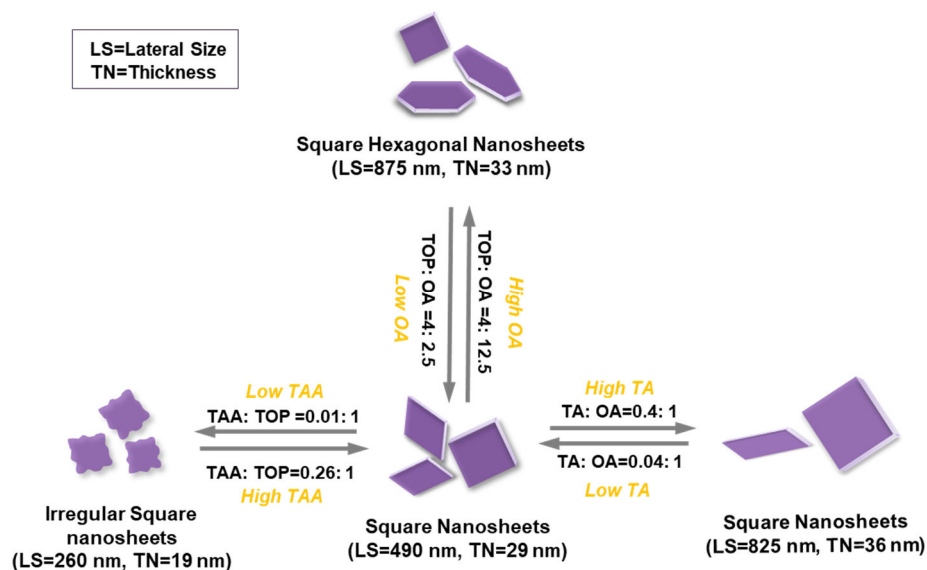 LS=Lateral Size
TN=Thickness
Square Hexagonal Nanosheets
(LS=875 nm, TN=33 nm)
TOP: OA =4: 2.5
Low OA
TOP: OA =4: 12.5
High OA
Low TAA
TAA: TOP =0.01: 1
TAA: TOP=0.26: 1
High TAA
High TA
TA: OA=0.4: 1
TA: OA=0.04: 1
Low TA
Irregular Square
nanosheets
(LS=260 nm, TN=19 nm)
Square Nanosheets
(LS=490 nm, TN=29 nm)
Square Nanosheets
(LS=825 nm, TN=36 nm)